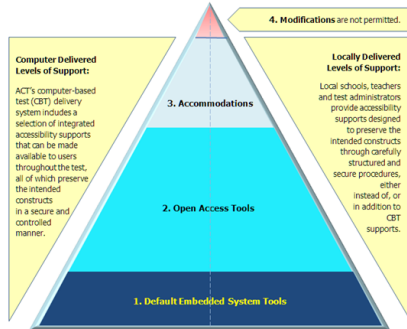 4. Modifications are not permitted.
Computer Delivered
Levels of Support:
ACT's computer-based
test (CBT) delivery
system includes a
selection of integrated
accessibility supports
that can be made
available to users
throughout the test,
all of which preserve
the intended
constructs
in a secure and
controlled
manner.
Locally Delivered
Levels of Support:
Local schools, teachers
and test administrators
provide accessibility
supports designed
to preserve the
intended constructs
through carefully
structured and
secure procedures,
either
instead of, or
in addition to
CBT
supports.
3. Accommodations
2. Open Access Tools
1. Default Embedded System Tools